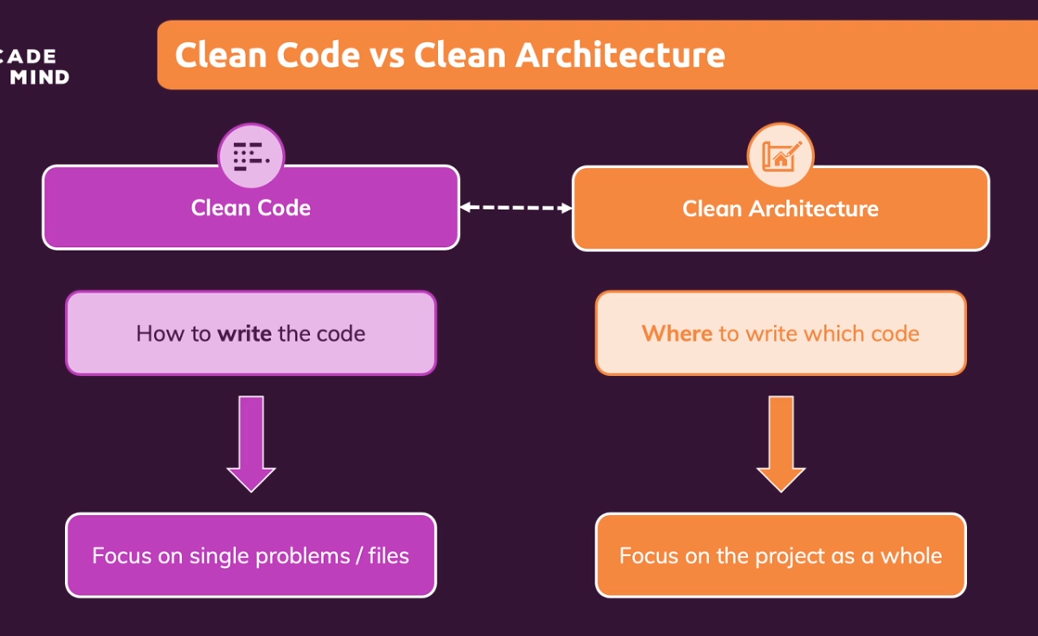 CADE
MIND
Clean Code vs Clean Architecture
Clean Code
Clean Architecture
How to write the code
Where to write which code
Focus on single problems / files
Focus on the project as a whole